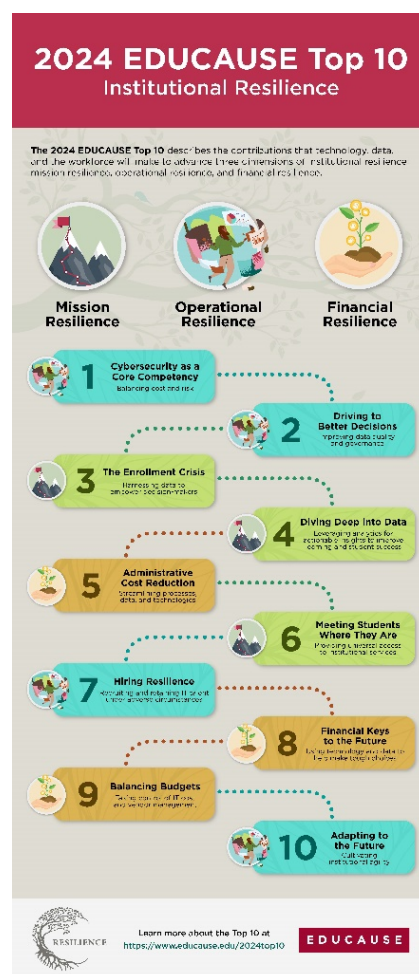 2024 EDUCAUSE Top 10
Institutional Resilience
The 2024 EDUCAUSE Top 10 describes the contributions that technology, data,
and the workforce will make to advance three dimensions of institutional resilience
mission resilience, operational resilience, and financial resilience.
Mission
Resilience
Operational
Resilience
Financial
Resilience
1
Cybersecurity as a
Core Competency
Balancing cost and risk
2
Driving to
Better Decisions
Improving data quality
and governance
3
The Enrollment Crisis
Harnessing data to
empower decision-makers
4
Diving Deep into Data
Leveraging analytics for
actionable insights to improve
learning and student success
5
Administrative
Cost Reduction
Streamlining processes,
data, and technologies
6
Meeting Students
Where They Are
Providing universal access
to institutional services
7
Hiring Resilience
Recruiting and retaining IT talent
under adverse circumstances
8
Financial Keys
to the Future
Using technology and data to
help make tough choices
9
Balancing Budgets
Taking control of IT cost
and vendor management
10
Adapting to
the Future
Cultivating
institutional agility
RESILIENCE
Learn more about the Top 10 at
https://www.educause.edu/2024top10
EDUCAUSE